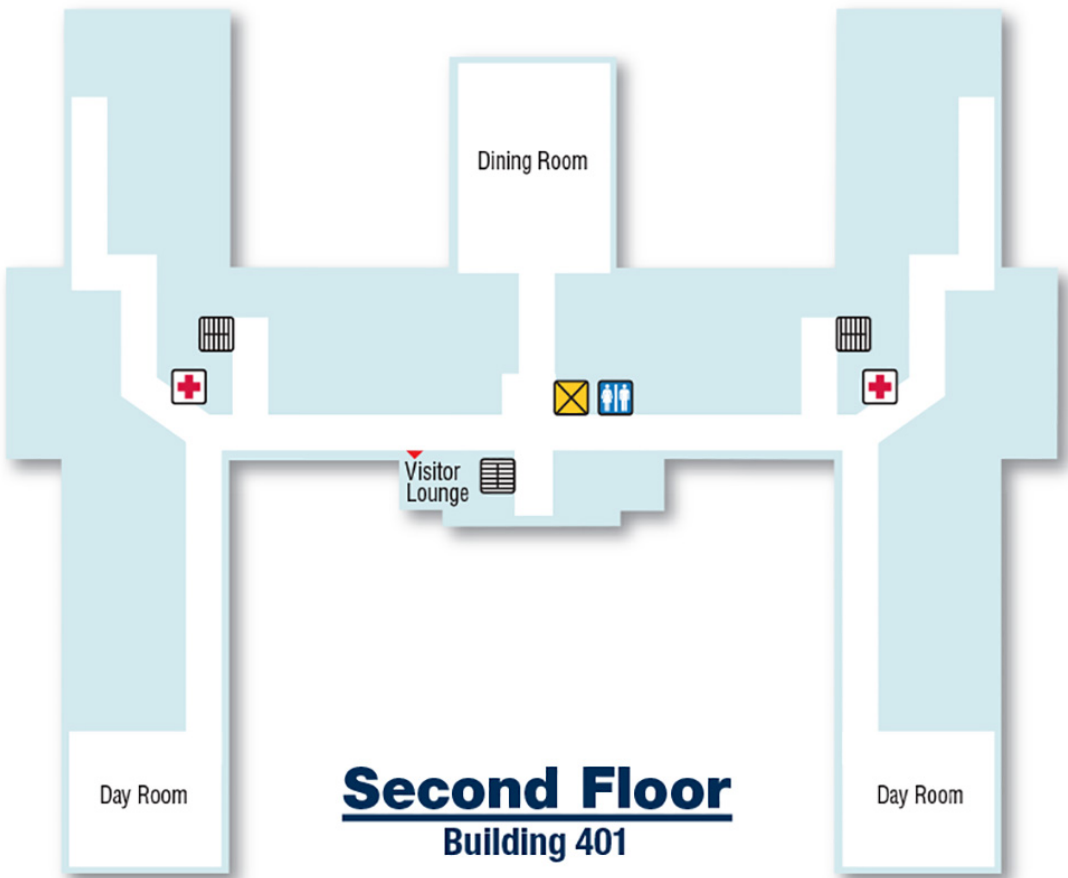 Dining Room
Visitor
Lounge
Day Room
Day Room
Second Floor
Building 401